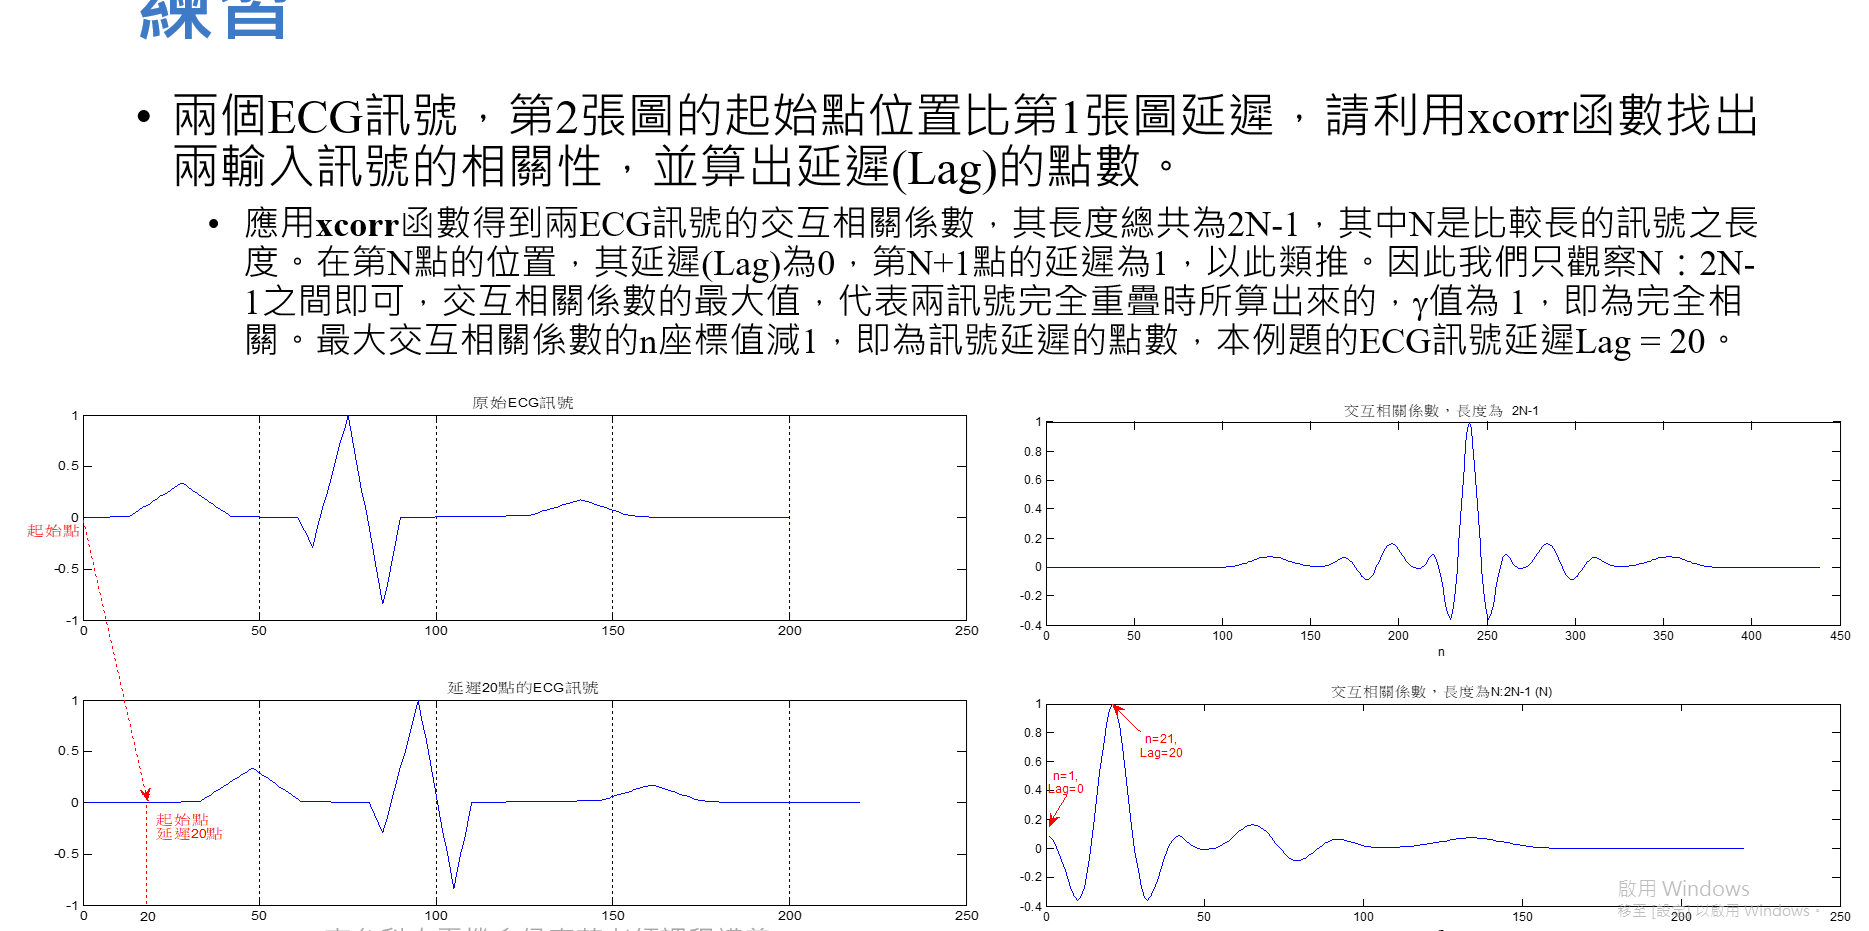 練習
• 兩個ECG訊號，第2張圖的起始點位置比第1張圖延遲，請利用xcorr函數找出
兩輸入訊號的相關性，並算出延遲(Lag)的點數。
• 應用xcorr函數得到兩ECG訊號的交互相關係數，其長度總共為2N-1，其中N是比較長的訊號之長
度。在第N點的位置，其延遲(Lag)為0，第N+1點的延遲為1，以此類推。因此我們只觀察N：2N-
1之間即可，交互相關係數的最大值，代表兩訊號完全重疊時所算出來的，γ值為 1，即為完全相
關。最大交互相關係數的n座標值減1，即為訊號延遲的點數，本例題的ECG訊號延遲Lag = 20。
原始ECG訊號
1
0.5
0
-0.5
-1
起始點
0 50 100 150 200 250
延遲20點的ECG訊號
1
0.5
0
-0.5
-1
起始點
延遲20點
0 20 50 100 150 200 250
交互相關係數，長度為 2N-1
1
0.8
0.6
0.4
0.2
0
-0.2
-0.4
0 50 100 150 200 250 300 350 400 450
n
交互相關係數，長度為N:2N-1 (N)
1
0.8
0.6
0.4
0.2
0
-0.2
-0.4
n=21,
Lag=20
n=1,
Lag=0
0 50 100 150 200 250
啟用 Windows
移至 [設定] 以啟用 Windows。